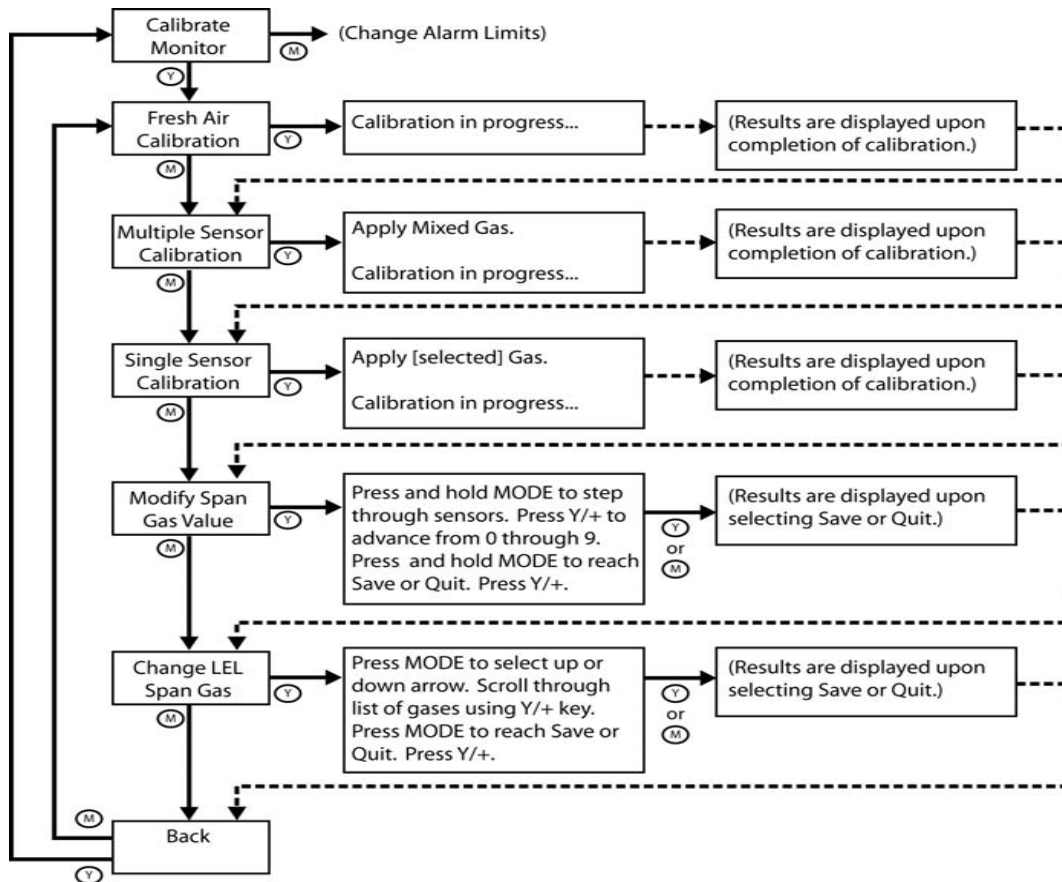 Calibrate
Monitor
M
(Change Alarm Limits)
Y
Fresh Air
Calibration
Y
Calibration in progress...
(Results are displayed upon
completion of calibration.)
M
Multiple Sensor
Calibration
Y
Apply Mixed Gas.
Calibration in progress...
(Results are displayed upon
completion of calibration.)
M
Single Sensor
Calibration
Y
Apply [selected] Gas.
Calibration in progress...
(Results are displayed upon
completion of calibration.)
M
Modify Span
Gas Value
Y
Press and hold MODE to step
through sensors. Press Y/+ to
advance from 0 through 9.
Press and hold MODE to reach
Save or Quit. Press Y/+.
Y
or
M
(Results are displayed upon
selecting Save or Quit.)
M
Change LEL
Span Gas
Y
Press MODE to select up or
down arrow. Scroll through
list of gases using Y/+ key.
Press MODE to reach Save or
Quit. Press Y/+.
Y
or
M
(Results are displayed upon
selecting Save or Quit.)
M
Back
M
Y